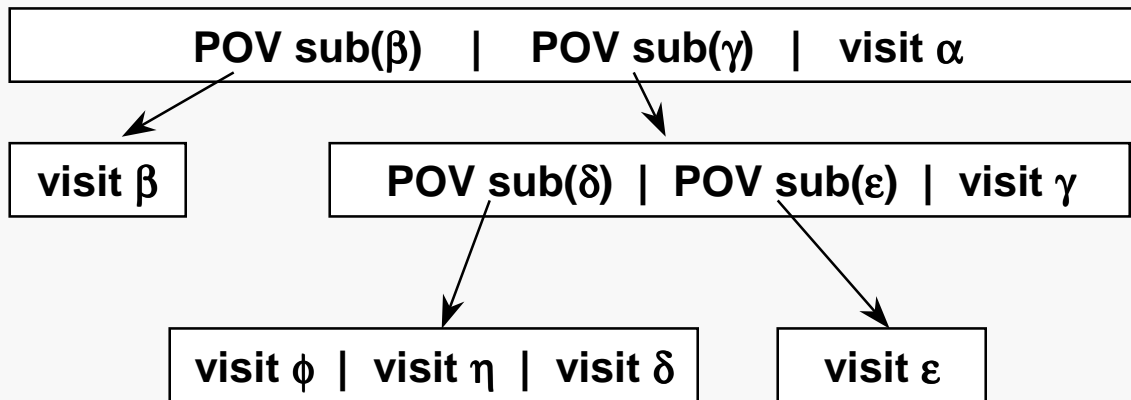 POV sub(β) | POV sub(γ) | visit α
visit β
POV sub(δ) | POV sub(ε) | visit γ
visit ϕ | visit η | visit δ
visit ε